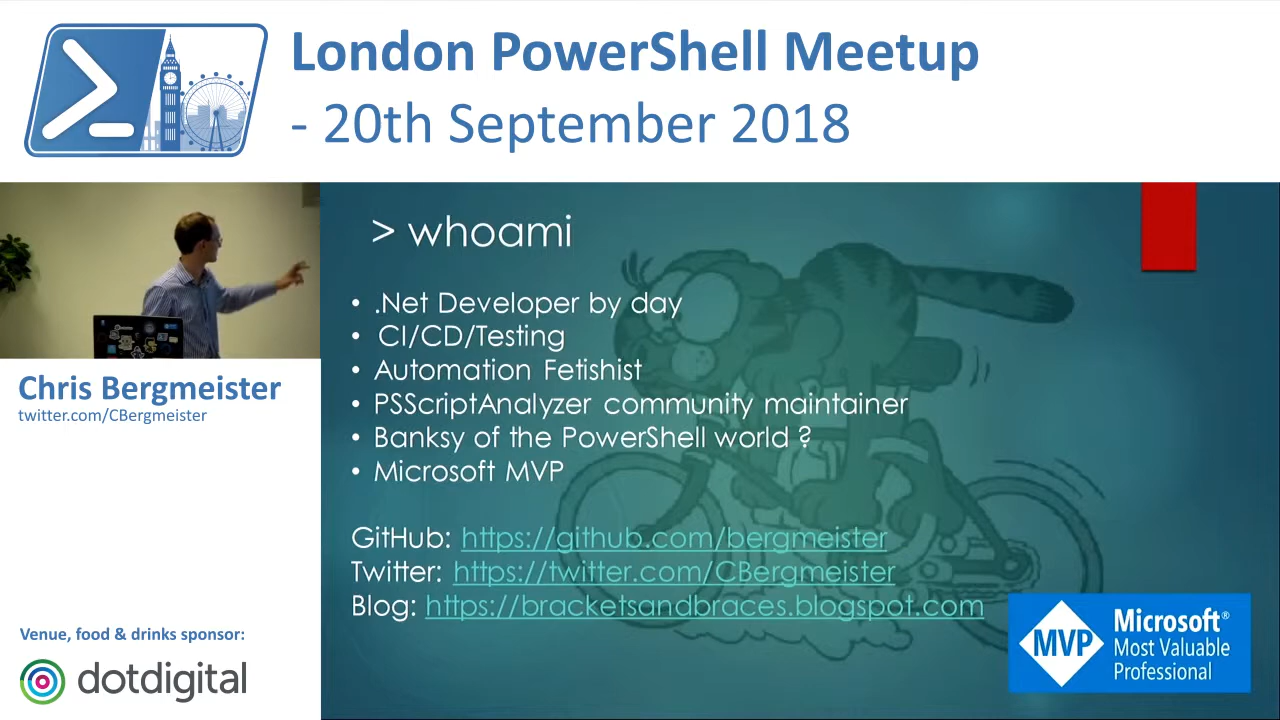 London PowerShell Meetup
- 20th September 2018
> whoami
• .Net Developer by day
• CI/CD/Testing
• Automation Fetishist
• PSScriptAnalyzer community maintainer
• Banksy of the PowerShell world ?
• Microsoft MVP
GitHub: https://github.com/bergmeister
Twitter: https://twitter.com/CBergmeister
Blog: https://bracketsandbraces.blogspot.com
MVP
Microsoft®
Most Valuable
Professional
Chris Bergmeister
twitter.com/CBergmeister
Venue, food & drinks sponsor:
dotdigital